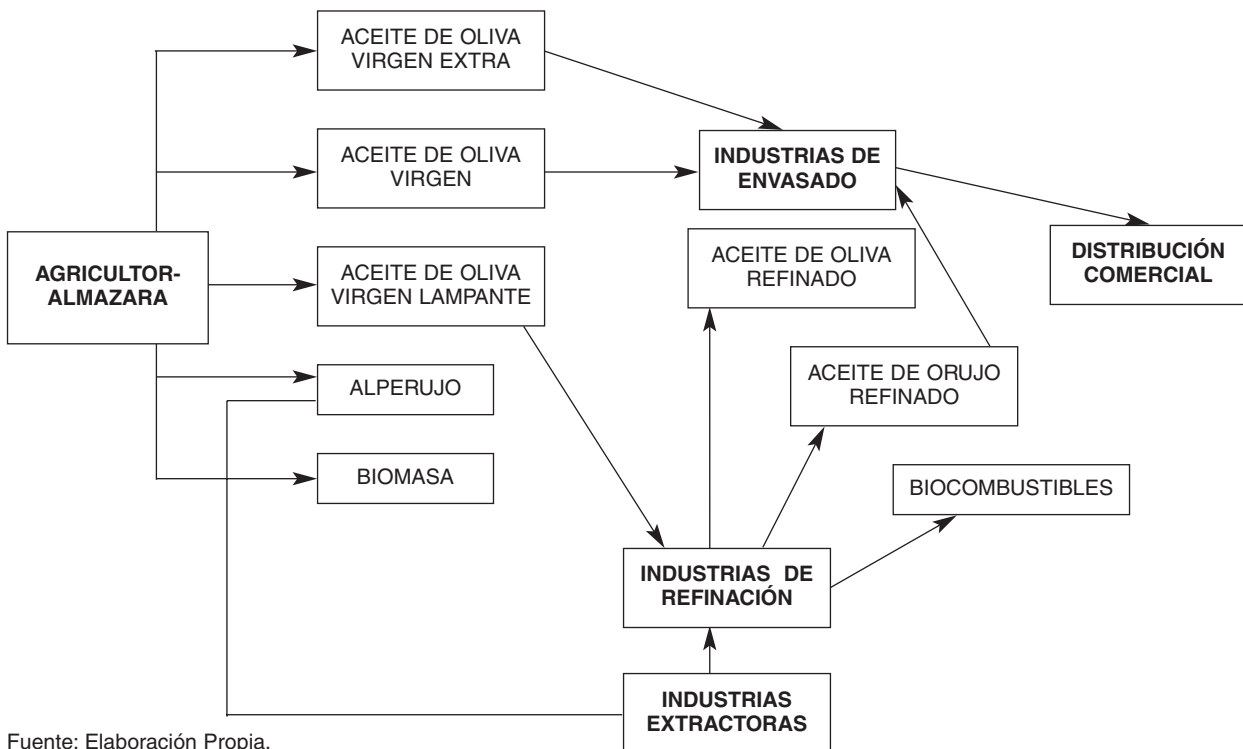 ACEITE DE OLIVA
VIRGEN EXTRA
ACEITE DE OLIVA
VIRGEN
INDUSTRIAS DE
ENVASADO
AGRICULTOR-
ALMAZARA
ACEITE DE OLIVA
VIRGEN LAMPANTE
ACEITE DE OLIVA
REFINADO
DISTRIBUCIÓN
COMERCIAL
ALPERUJO
ACEITE DE ORUJO
REFINADO
BIOMASA
BIOCOMBUSTIBLES
INDUSTRIAS DE
REFINACIÓN
INDUSTRIAS
EXTRACTORAS
Fuente: Elaboración Propia.